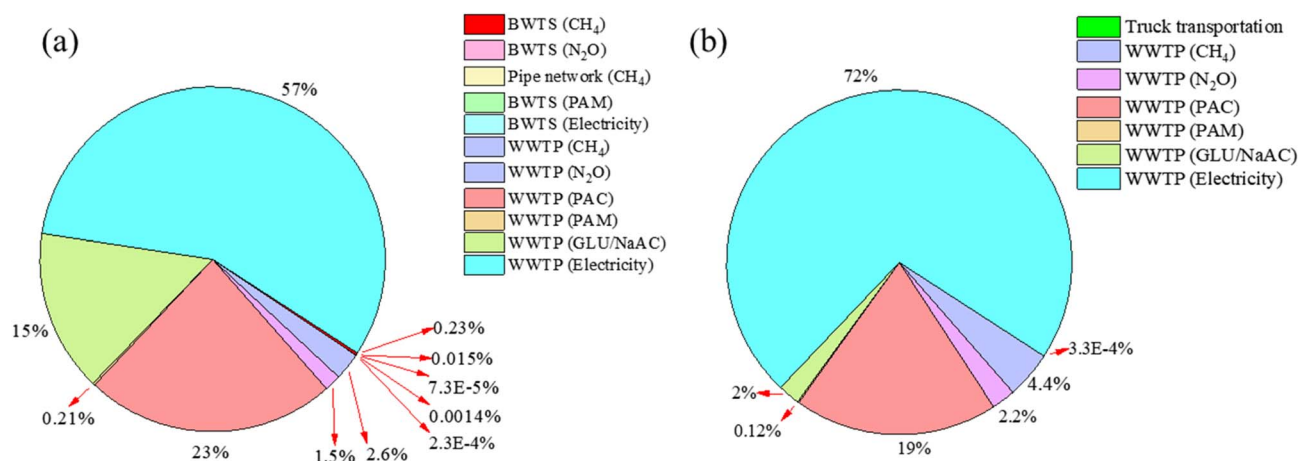 (a)
57%
15%
0.21%
23%
1.5%
2.6%
2.3E-4%
0.0014%
7.3E-5%
0.015%
0.23%
BWTS (CH₄)
BWTS (N₂O)
Pipe network (CH₄)
BWTS (PAM)
BWTS (Electricity)
WWTP (CH₄)
WWTP (N₂O)
WWTP (PAC)
WWTP (PAM)
WWTP (GLU/NaAC)
WWTP (Electricity)
(b)
72%
2%
0.12%
19%
2.2%
4.4%
3.3E-4%
Truck transportation
WWTP (CH₄)
WWTP (N₂O)
WWTP (PAC)
WWTP (PAM)
WWTP (GLU/NaAC)
WWTP (Electricity)